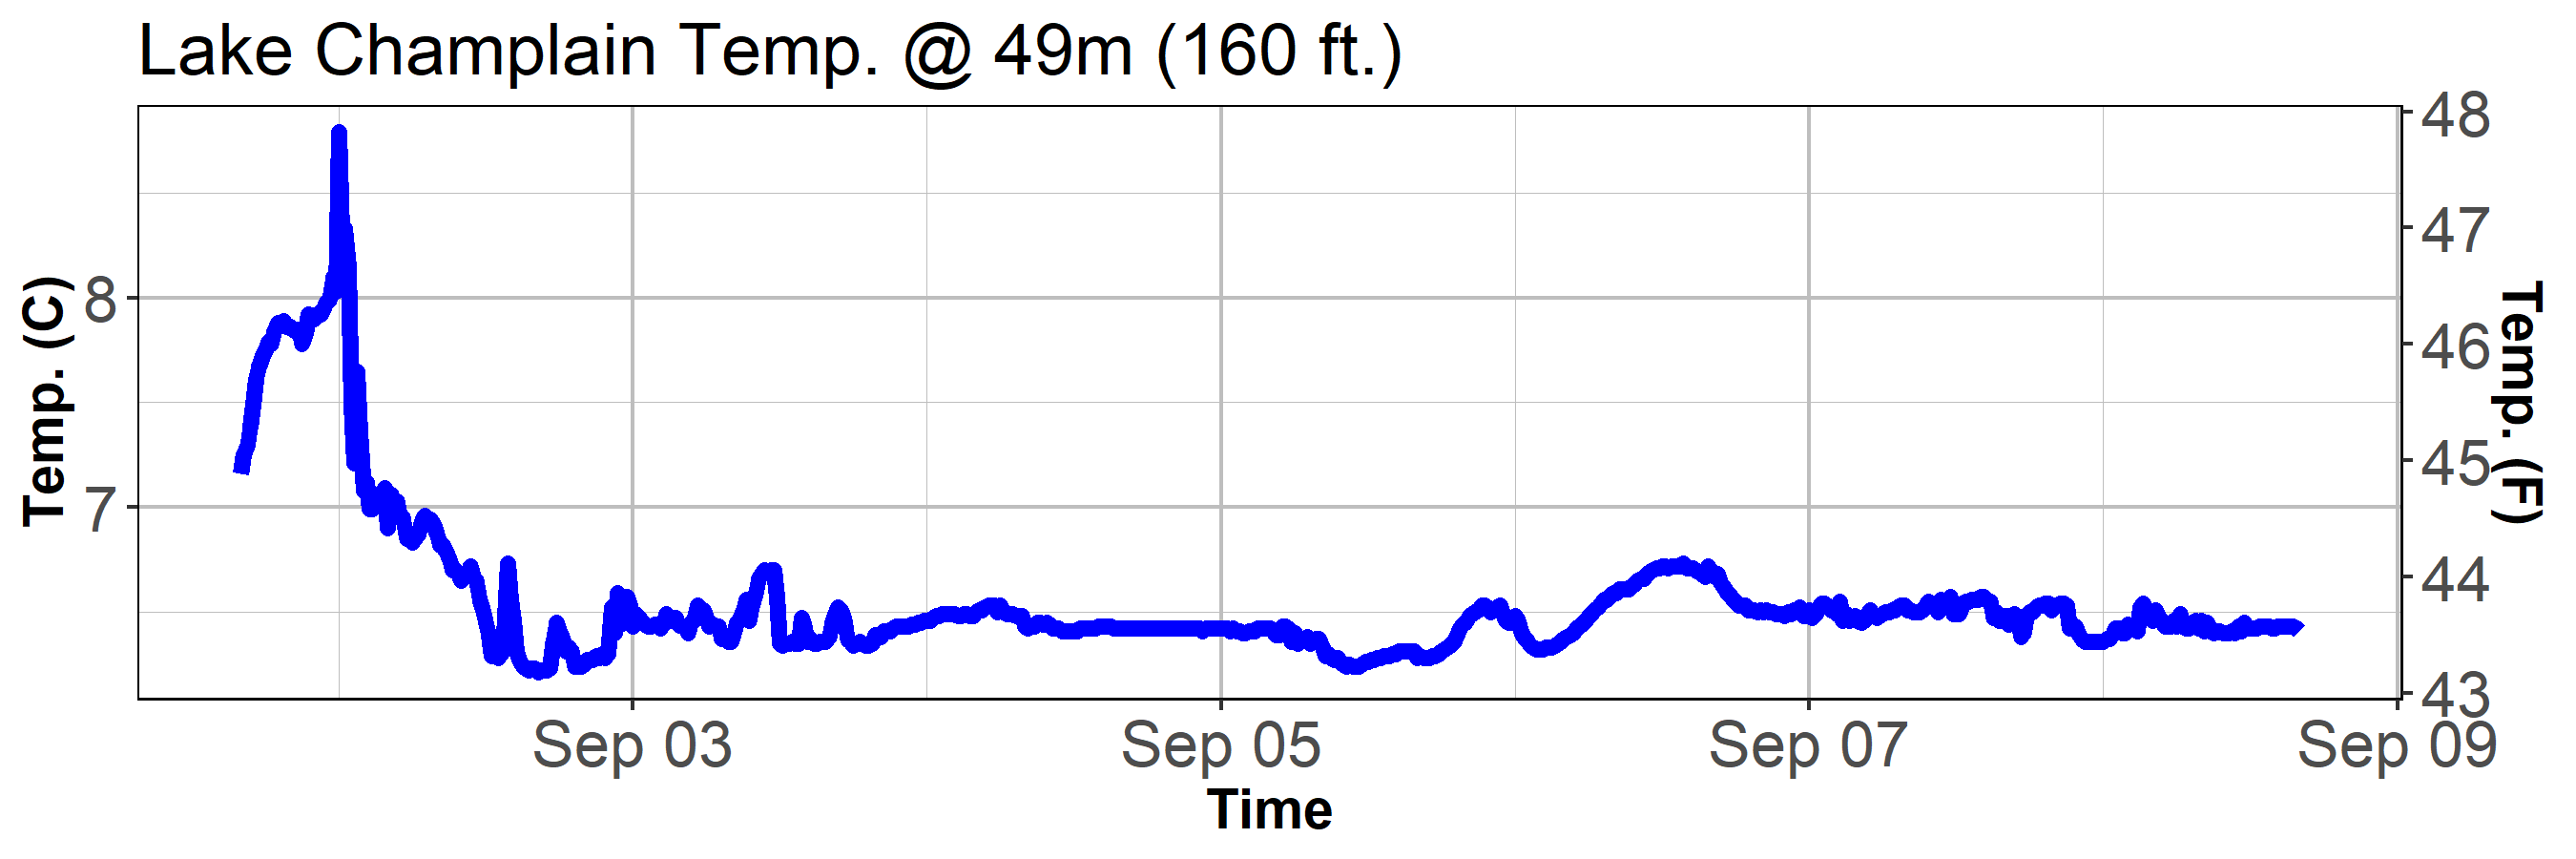 Lake Champlain Temp. @ 49m (160 ft.)
Temp. (C)
8
7
48
47
46
45
44
43
Temp. (F)
Sep 03 Sep 05 Sep 07 Sep 09
Time